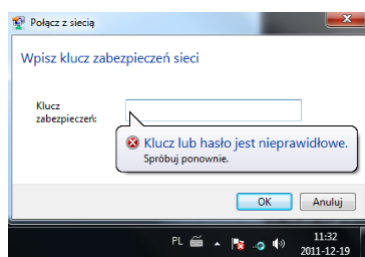 Połącz z siecią
Wpisz klucz zabezpieczeń sieci
Klucz
zabezpieczeń:
Klucz lub hasło jest nieprawidłowe.
Spróbuj ponownie.
OK
Anuluj
PL
11:32
2011-12-19